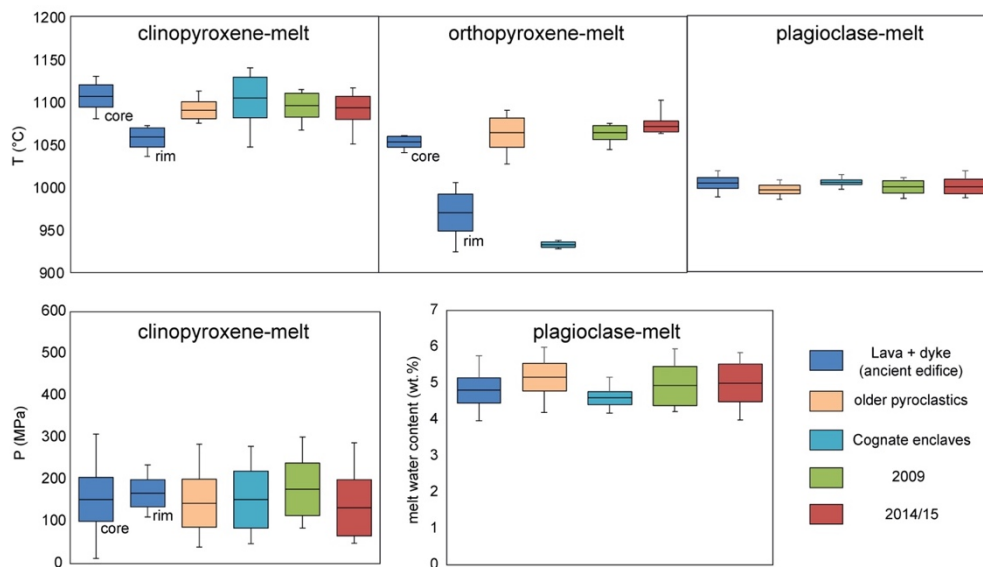 1200
1150
1100
1050
1000
950
900
T (°C)
clinopyroxene-melt
core
rim
orthopyroxene-melt
core
rim
plagioclase-melt
600
500
400
300
200
100
0
P (MPa)
clinopyroxene-melt
core
rim
7
6
5
4
2
1
0
melt water content (wt.%)
plagioclase-melt
Lava + dyke
(ancient edifice)
older pyroclastics
Cognate enclaves
2009
2014/15